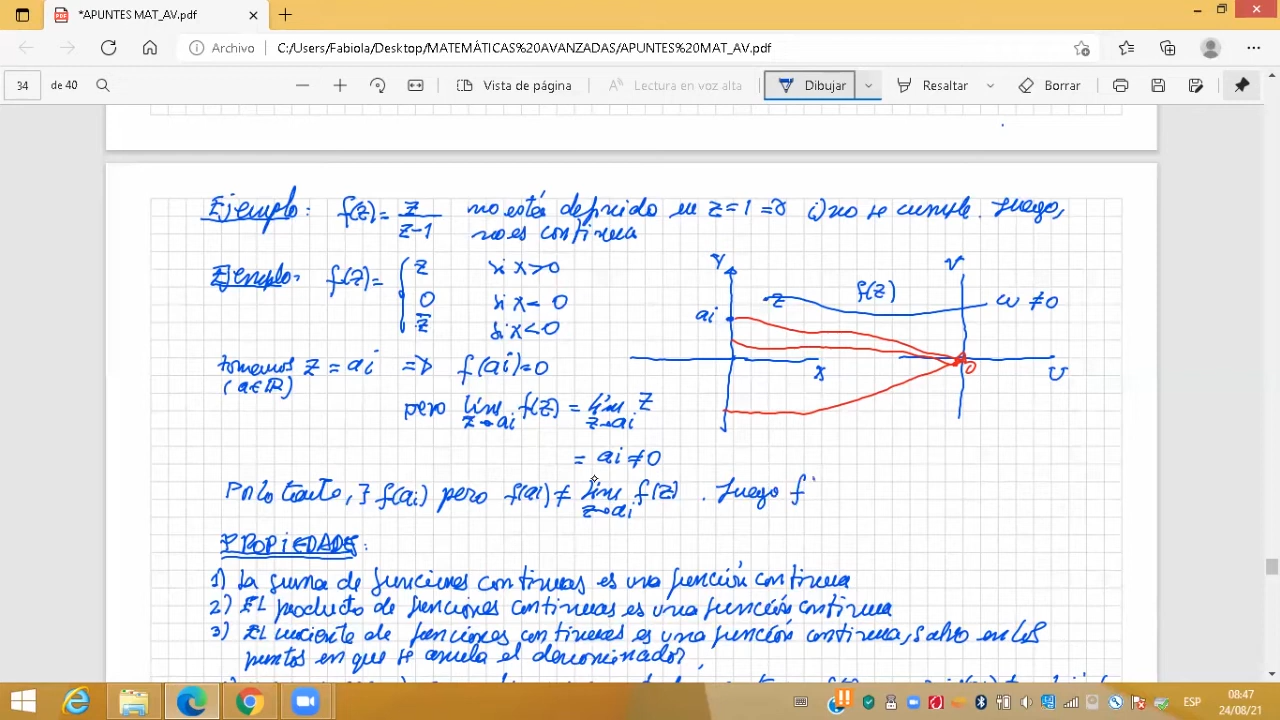 *APUNTES MAT_AV.pdf
Archivo | C:/Users/Fabiola/Desktop/MATEMÁTICAS%20AVANZADAS/APUNTES%20MAT_AV.pdf
34 de 40 Vista de página Lectura en voz alta Dibujar Resaltar Borrar
Ejemplo: f(z)= z/(z-1) no está definido en z=1 => i) no se cumple. Luego,
no es continua
Ejemplo: f(z)= { z si x>0
0 si x= 0
z̄ si x<0
Y ai z f(z) w ≠0 V
X 0 U
tomamos z = ai => f(ai)=0
(a∈ℝ)
pero lim z→ai f(z) = lim z→ai z
= ai ≠0
Por lo tanto, ∃ f(ai) pero f(ai) ≠ lim z→ai f(z) . Luego f
PROPIEDADES:
1) La suma de funciones continuas es una función continua
2) El producto de funciones continuas es una función continua
3) El cociente de funciones continuas es una función continua, salvo en los
puntos en que se anula el denominador,
ESP
08:47
24/08/21